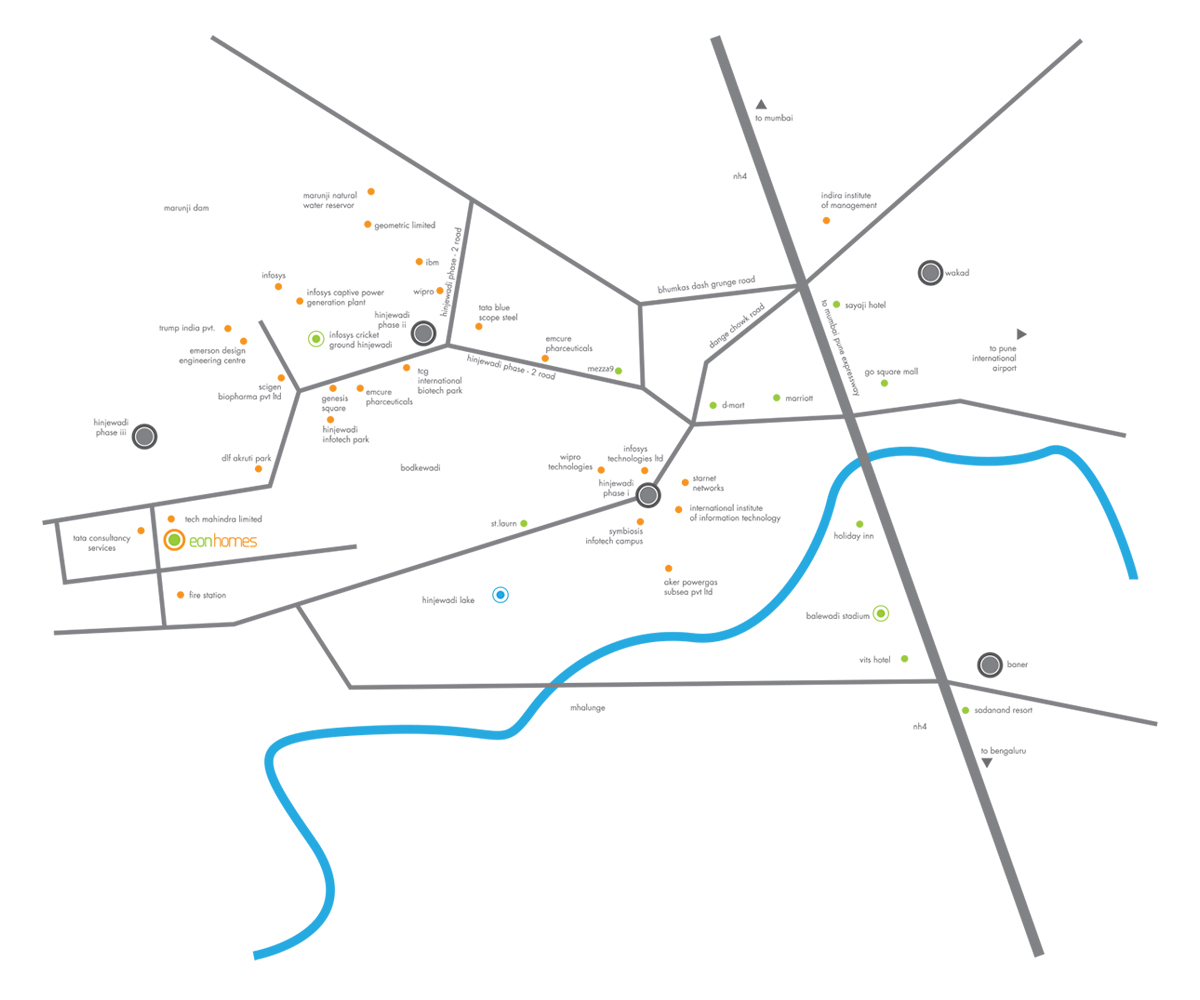 to mumbai
nh4
marunji natural
water reservor
indira institute
of management
marunji dam
geometric limited
hinjewadi phase - 2 road
ibm
wakad
infosys
bhumkas dash grunge road
wipro
infosys captive power
generation plant
tata blue
scope steel
sayaji hotel
to mumbai pune expressway
hinjewadi
phase ii
dange chowk road
trump india pvt.
infosys cricket
ground hinjewadi
emcure
pharceuticals
to pune
international
airport
emerson design
engineering centre
hinjewadi phase - 2 road
mezza9
go square mall
tcg
international
biotech park
scigen
biopharma pvt ltd
genesis
square
emcure
pharceuticals
d-mart
marriott
hinjewadi
phase iii
hinjewadi
infotech park
dlf akruti park
bodkewadi
wipro
technologies
infosys
technologies ltd
hinjewadi
phase i
starnet
networks
international institute
of information technology
tech mahindra limited
st.laurn
symbiosis
infotech campus
holiday inn
tata consultancy
services
eonhomes
aker powergas
subsea pvt ltd
fire station
hinjewadi lake
balewadi stadium
vits hotel
baner
mhalunge
sadanand resort
nh4
to bengaluru